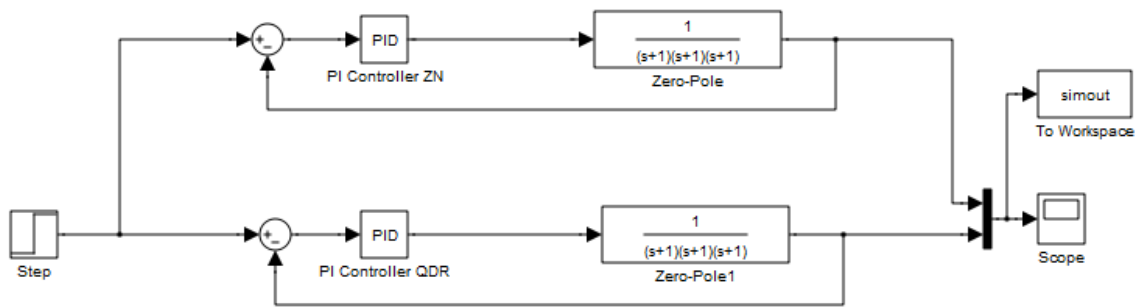 +
-
PID
PI Controller ZN
1
(s+1)(s+1)(s+1)
Zero-Pole
simout
To Workspace
Step
+
-
PID
PI Controller QDR
1
(s+1)(s+1)(s+1)
Zero-Pole1
Scope